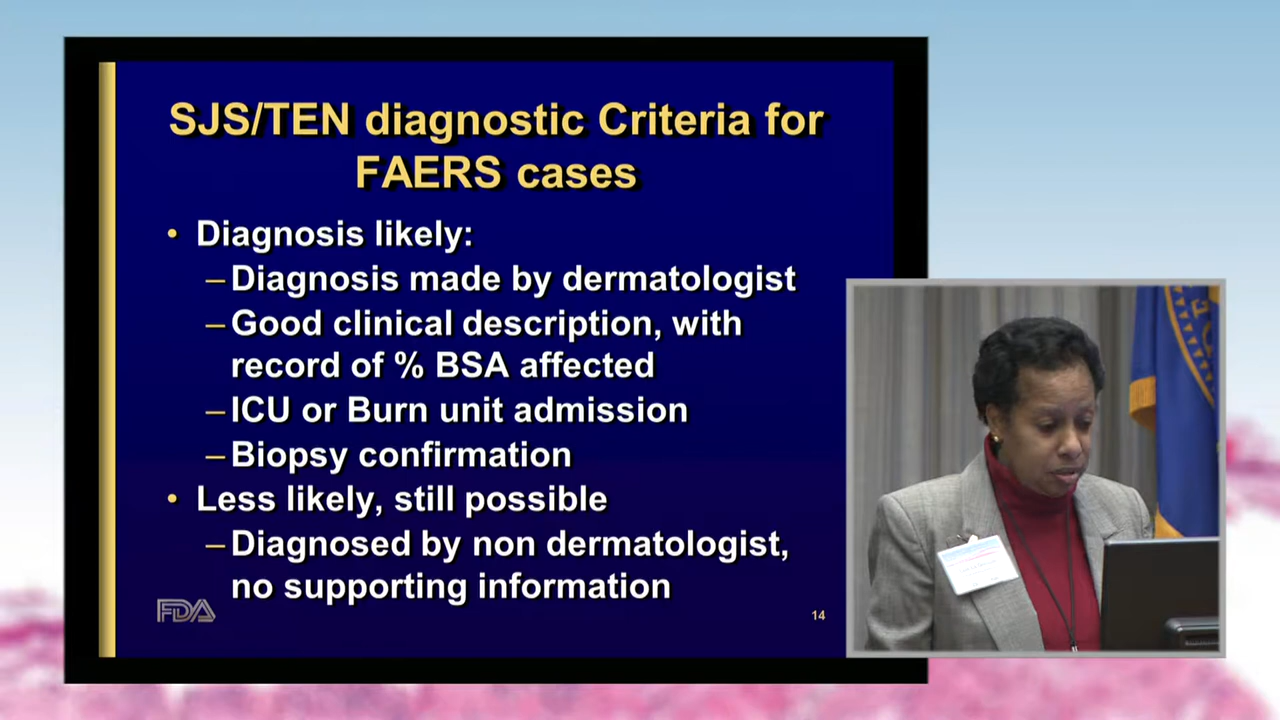 SJS/TEN diagnostic Criteria for
FAERS cases
• Diagnosis likely:
–Diagnosis made by dermatologist
–Good clinical description, with
record of % BSA affected
–ICU or Burn unit admission
–Biopsy confirmation
• Less likely, still possible
–Diagnosed by non dermatologist,
no supporting information
FDA
14